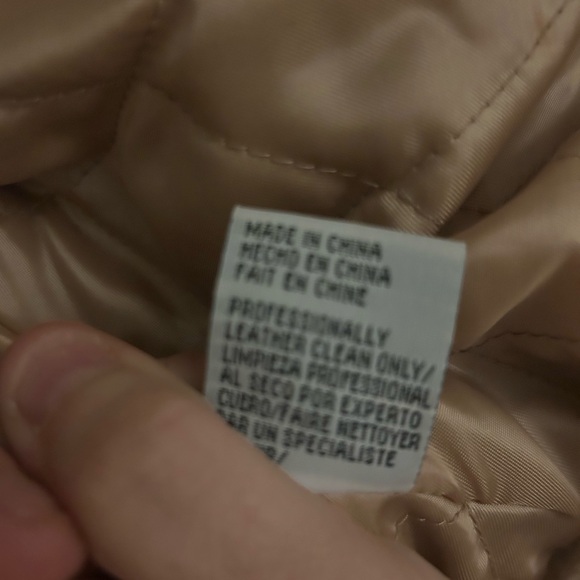 MADE IN CHINA
HECHO EN CHINA
FAIT EN CHINE
PROFESSIONALLY
LEATHER CLEAN ONLY/
LIMPIEZA PROFESSIONAL
AL SECO POR EXPERTO
CUERO/FAIRE NETTOYER
PAR UN SPECIALISTE